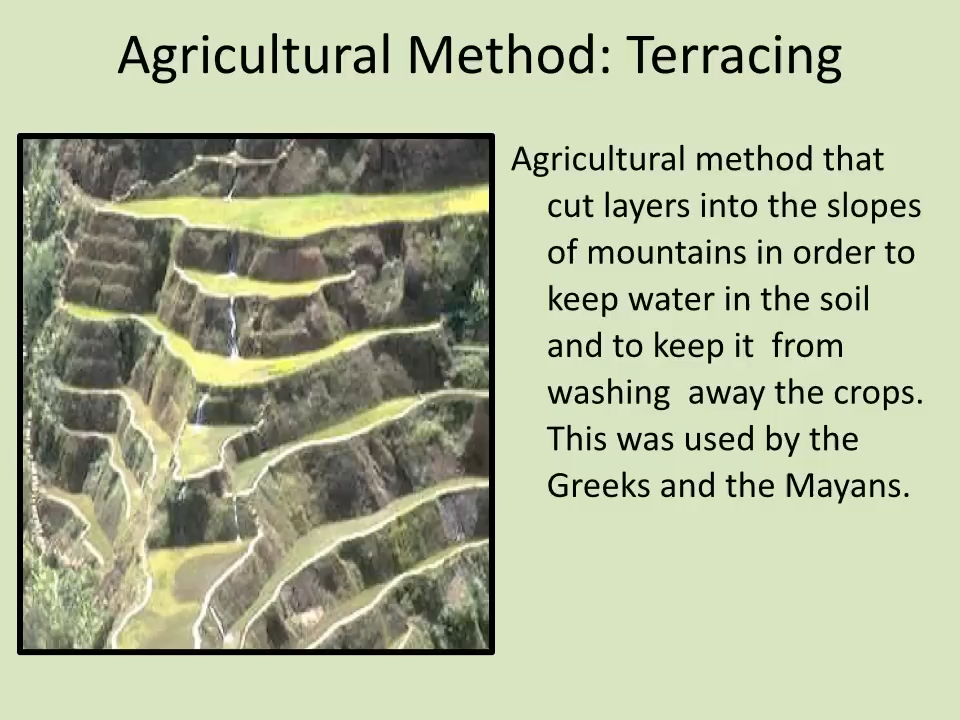 Agricultural Method: Terracing
Agricultural method that
cut layers into the slopes
of mountains in order to
keep water in the soil
and to keep it  from
washing  away the crops.
This was used by the
Greeks and the Mayans.